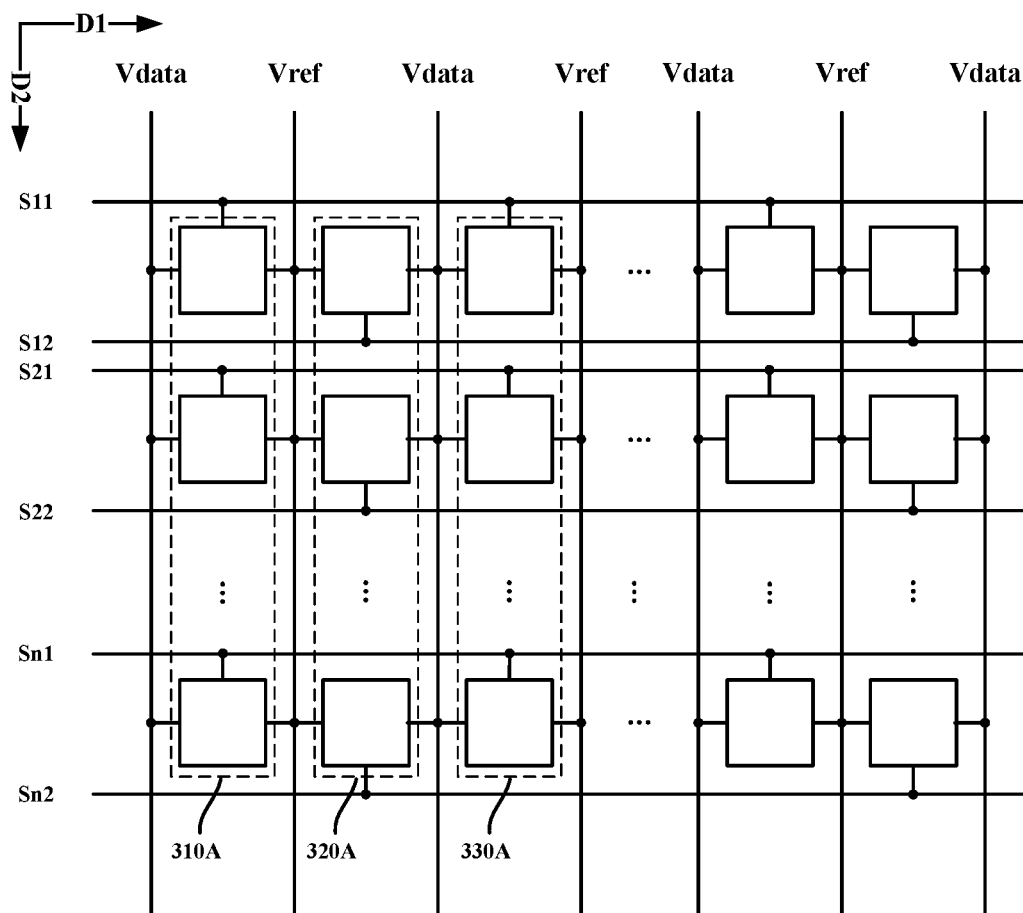 D1
D2
Vdata Vref Vdata Vref Vdata Vref Vdata
S11
...
S12
S21
...
S22
... ... ... ... ... ...
Sn1
...
Sn2
310A 320A 330A